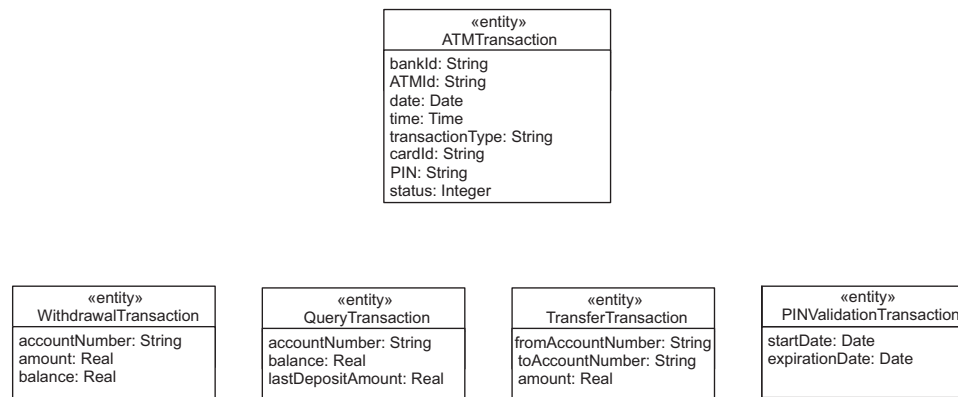 «entity»
ATMTransaction
bankId: String
ATMId: String
date: Date
time: Time
transactionType: String
cardId: String
PIN: String
status: Integer
«entity»
WithdrawalTransaction
accountNumber: String
amount: Real
balance: Real
«entity»
QueryTransaction
accountNumber: String
balance: Real
lastDepositAmount: Real
«entity»
TransferTransaction
fromAccountNumber: String
toAccountNumber: String
amount: Real
«entity»
PINValidationTransaction
startDate: Date
expirationDate: Date